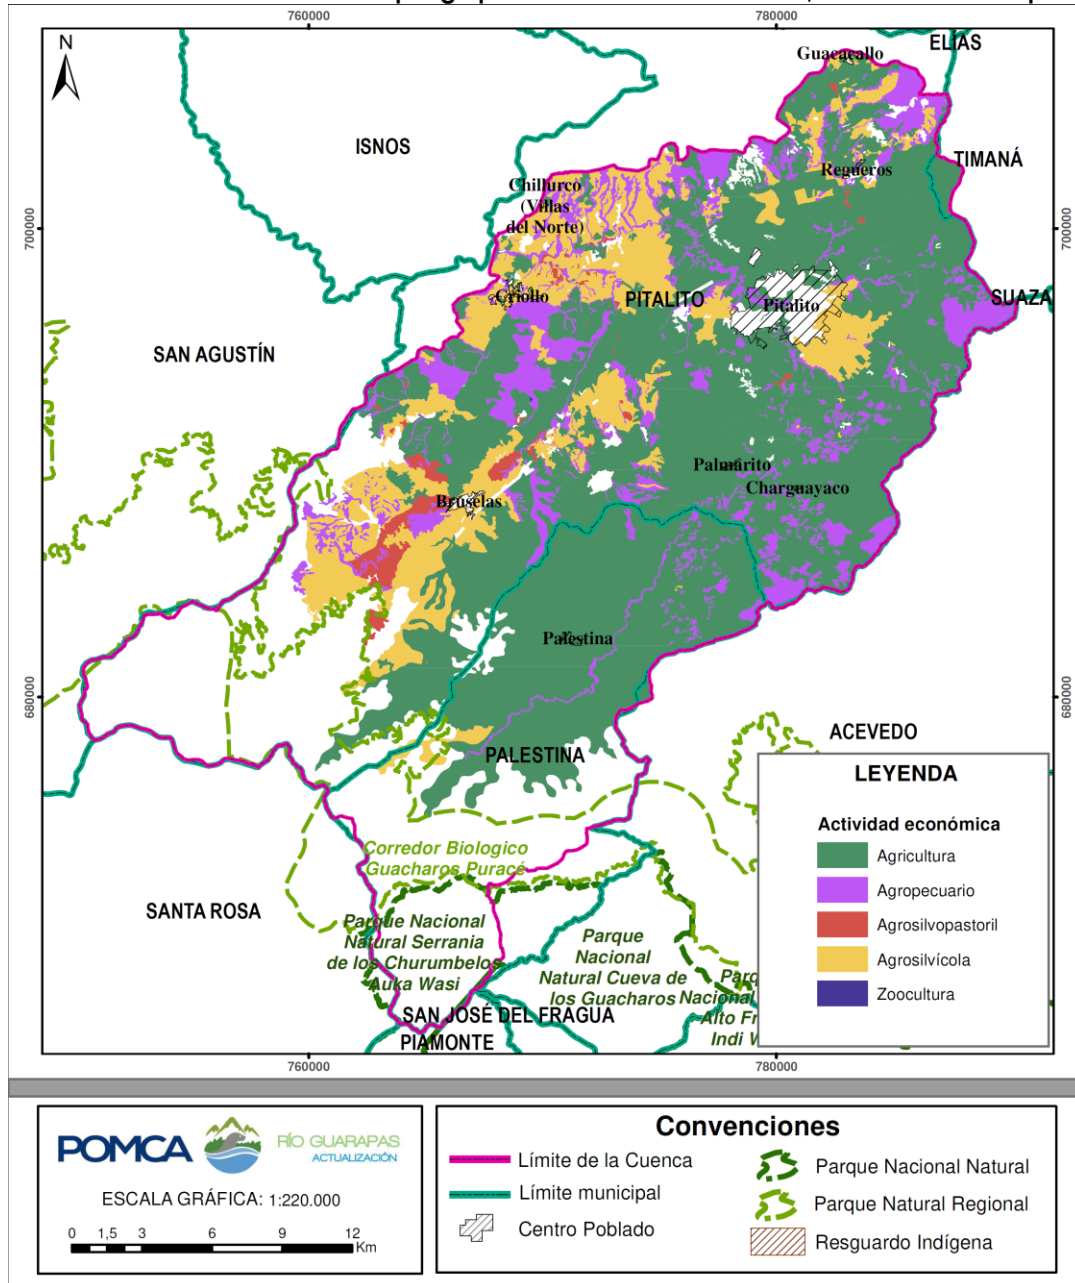 760000
780000
N
ELÍAS
Guacacallo
ISNOS
TIMANÁ
Regueros
Chillurco
(Villas
del Norte)
700000
700000
Criollo
PITALITO
Pitalito
SUAZA
SAN AGUSTÍN
Palmarito
Charguayaco
Bruselas
Palestina
680000
680000
ACEVEDO
PALESTINA
LEYENDA
Actividad económica
Agricultura
Agropecuario
Agrosilvopastoril
Agrosilvícola
Zoocultura
Corredor Biologico
Guacharos Puracé
SANTA ROSA
Parque Nacional
Natural Serrania
de los Churumbelos
Auka Wasi
Parque
Nacional
Natural Cueva de
los Guacharos
Nacional
Alto
Indi
SAN JOSÉ DEL FRAGUA
PIAMONTE
760000
780000
POMCA
RÍO GUARAPAS
ACTUALIZACIÓN
ESCALA GRÁFICA: 1:220.000
0 1,5 3 6 9 12
Km
Convenciones
Límite de la Cuenca
Límite municipal
Centro Poblado
Parque Nacional Natural
Parque Natural Regional
Resguardo Indígena